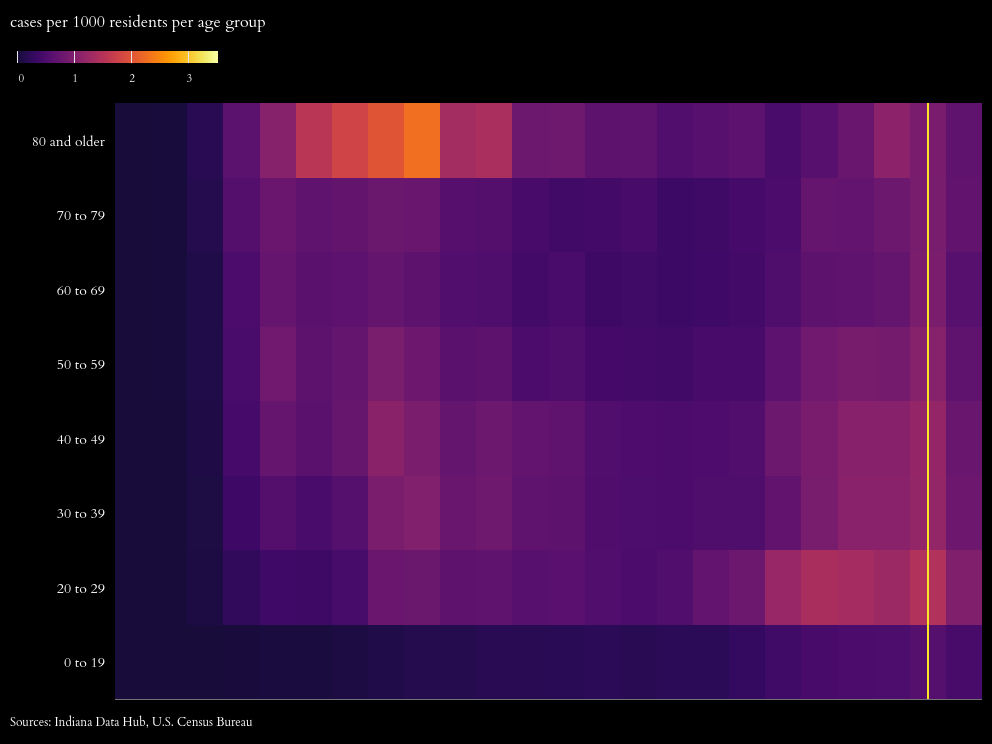 cases per 1000 residents per age group
0 1 2 3
80 and older
70 to 79
60 to 69
50 to 59
40 to 49
30 to 39
20 to 29
0 to 19
Sources: Indiana Data Hub, U.S. Census Bureau